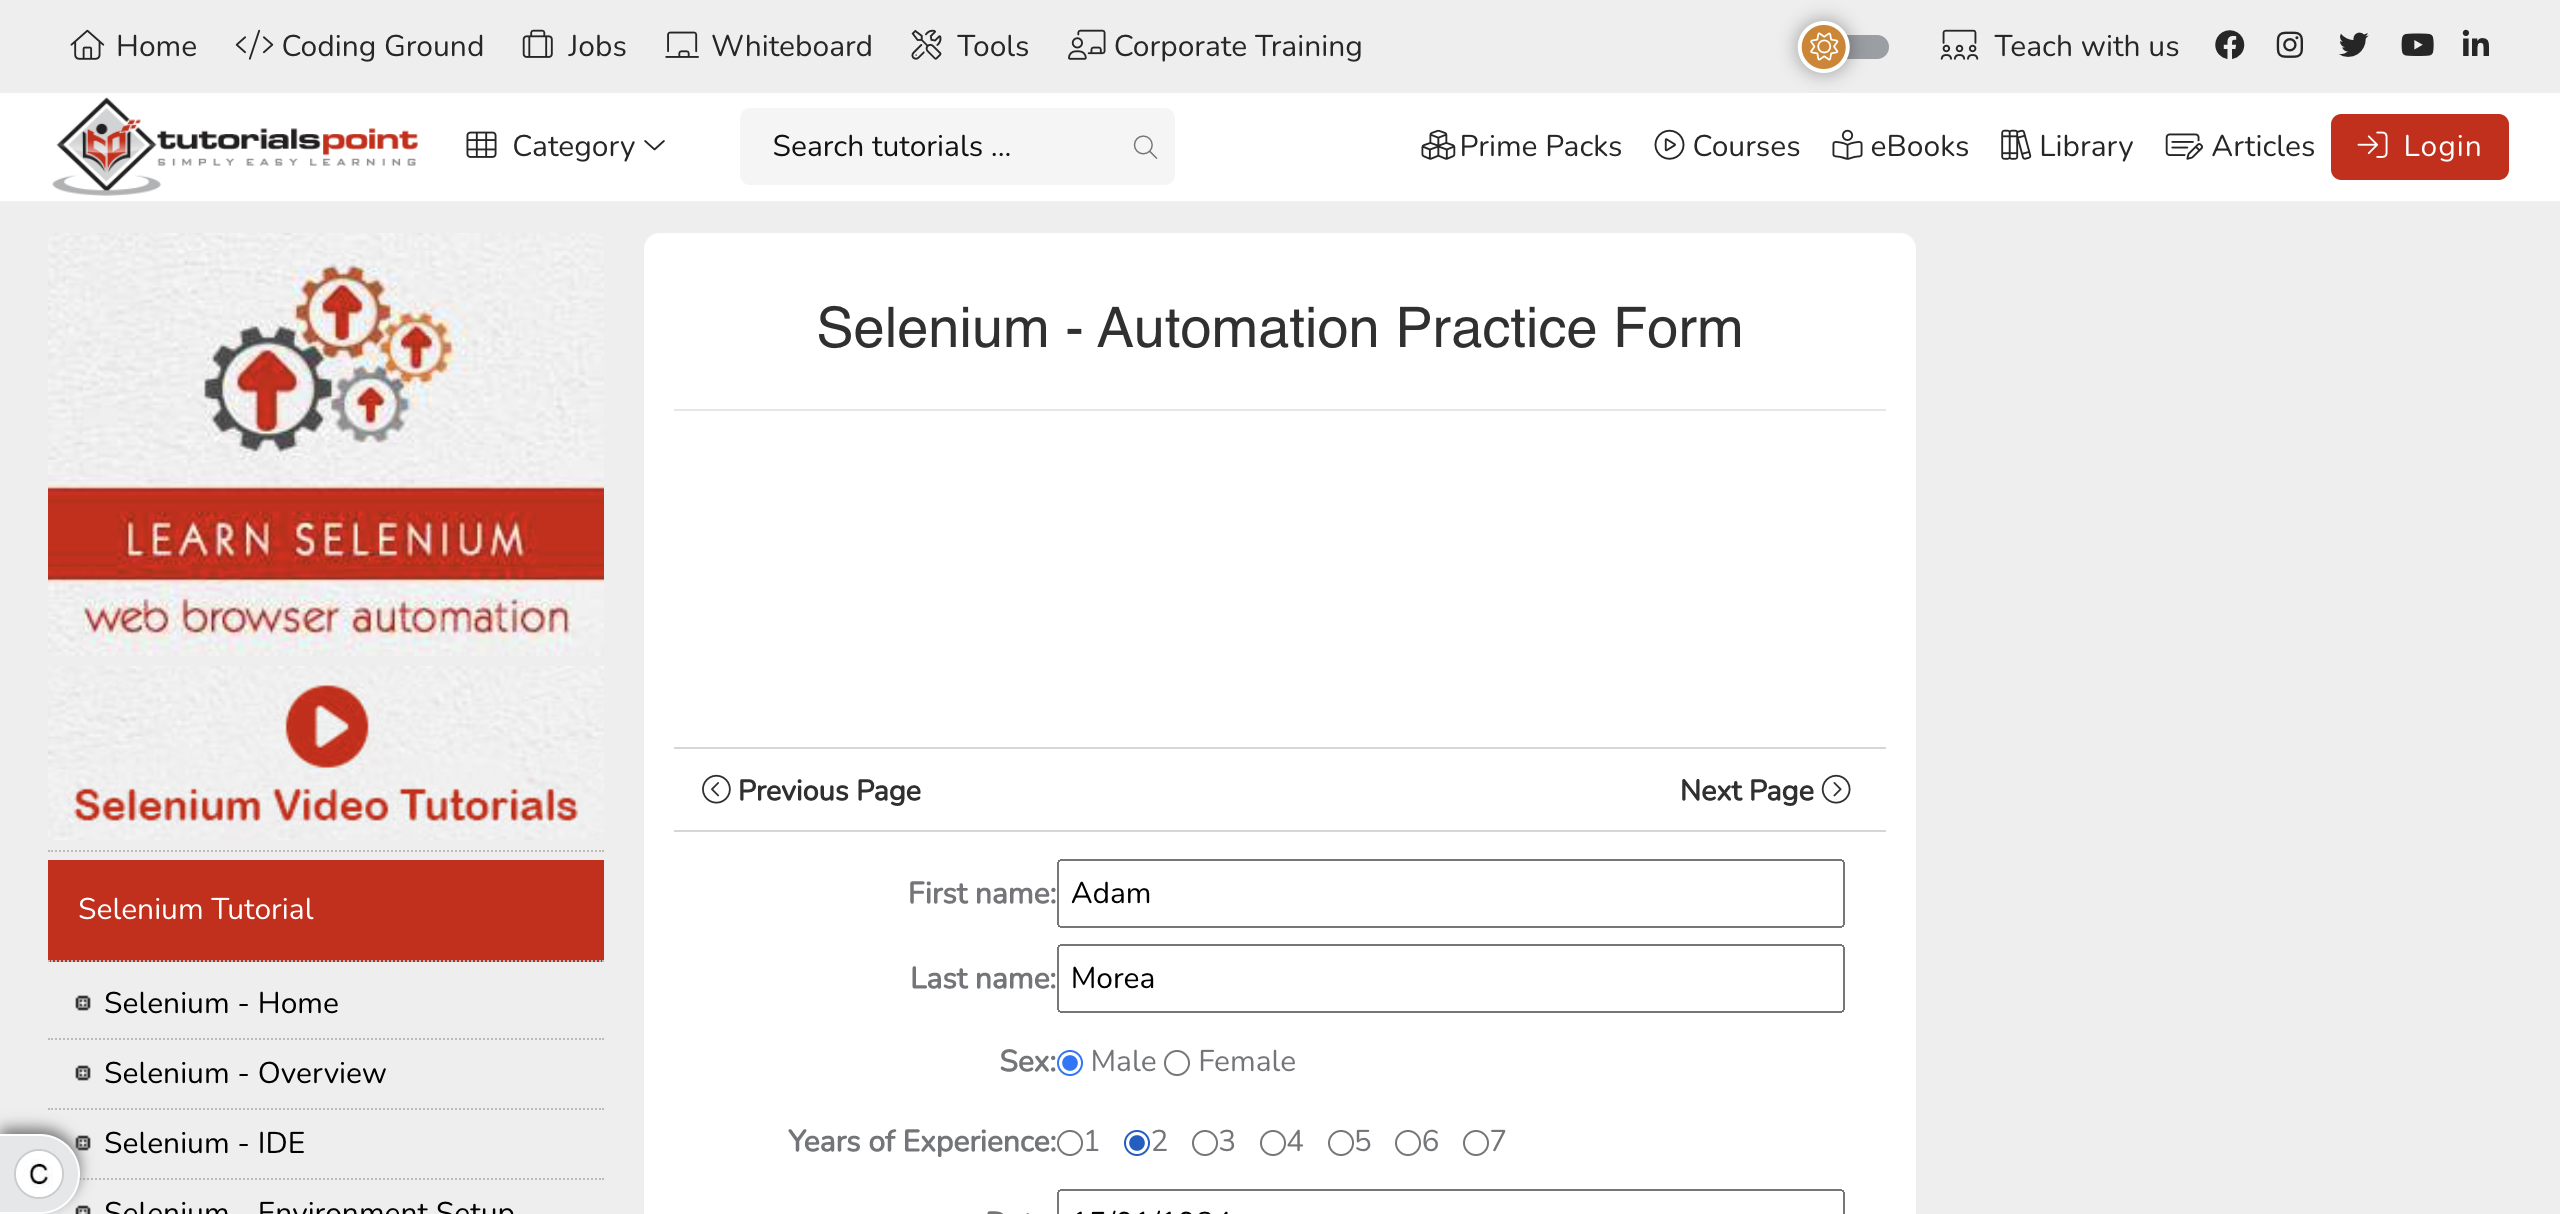 Home </> Coding Ground Jobs Whiteboard Tools Corporate Training Teach with us
tutorialspoint
SIMPLY EASY LEARNING
Category
Search tutorials ...
Prime Packs Courses eBooks Library Articles Login
LEARN SELENIUM
web browser automation
Selenium Video Tutorials
Selenium Tutorial
Selenium - Home
Selenium - Overview
Selenium - IDE
Selenium - Environment Setup
C
Selenium - Automation Practice Form
Previous Page Next Page
First name: Adam
Last name: Morea
Sex: Male Female
Years of Experience: 1 2 3 4 5 6 7